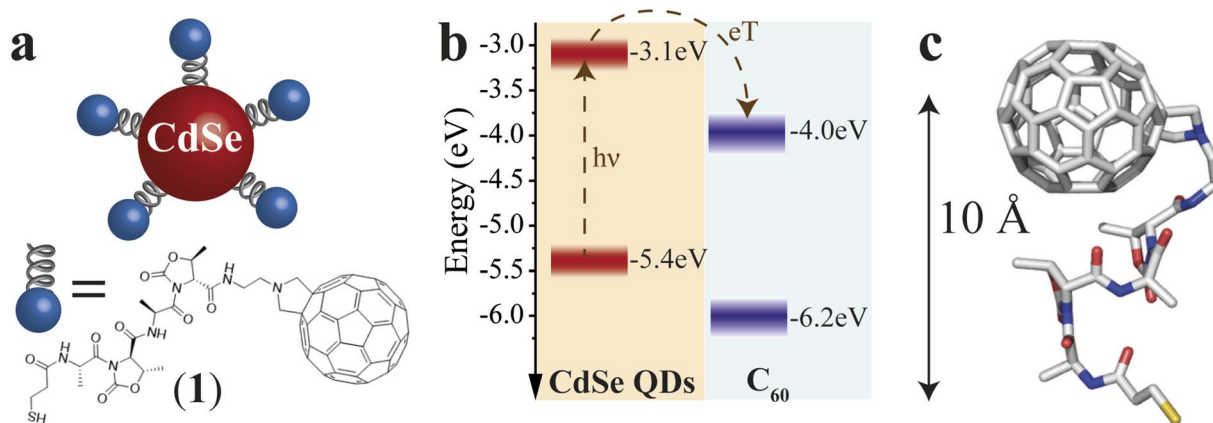 a
CdSe
=
(1)
O
O
N
O
H
N
N
O
O
NH
O
O
H
N
O
N
O
O
SH
b
Energy (eV)
-3.0
-3.5
-4.0
-4.5
-5.0
-5.5
-6.0
-3.1eV
hν
-5.4eV
CdSe QDs
eT
-4.0eV
-6.2eV
C60
c
10 Å